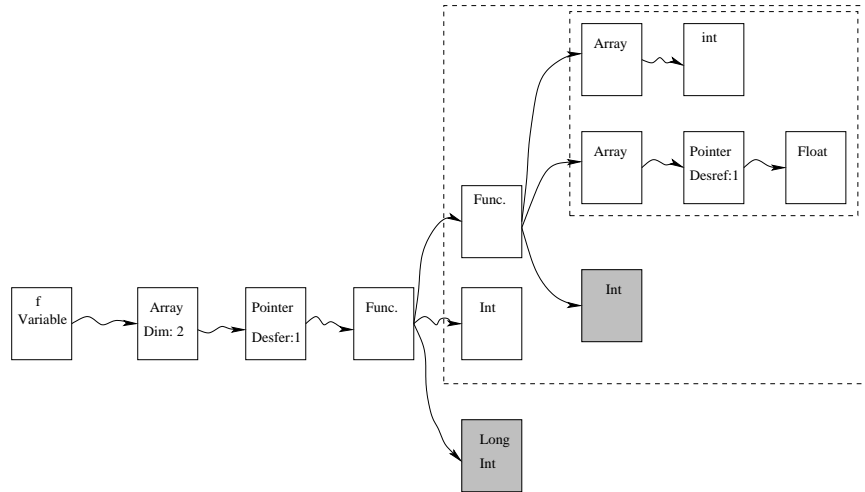 Array
int
Array
Pointer
Desref:1
Float
Func.
Int
f
Variable
Array
Dim: 2
Pointer
Desfer:1
Func.
Int
Long
Int